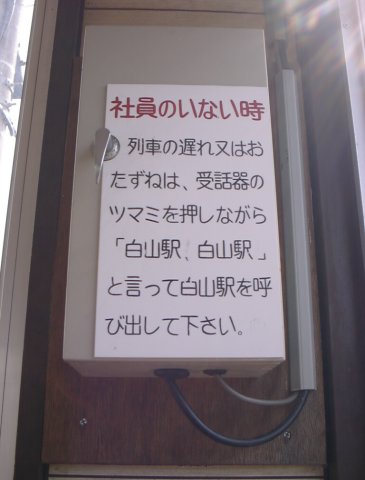 社員のいない時
列車の遅れ又はお
たずねは、受話器の
ツマミを押しながら
「白山駅、白山駅」
と言って白山駅を呼
び出して下さい。